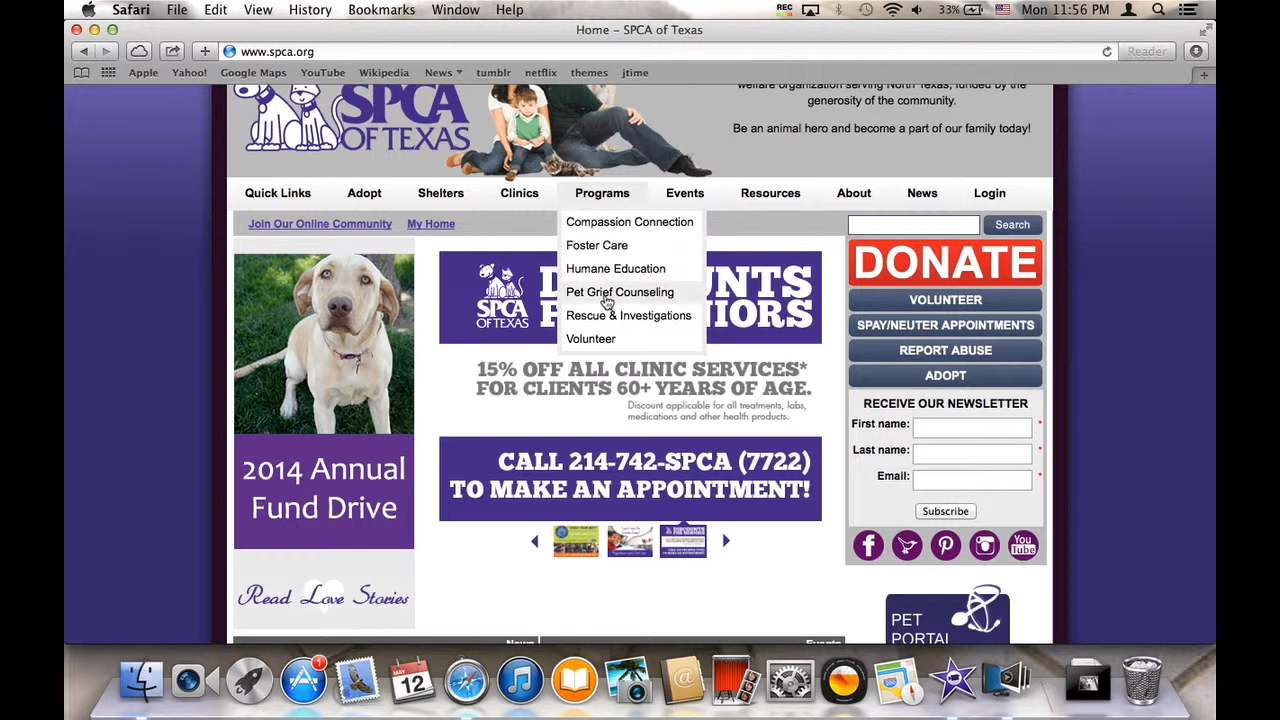 Safari File Edit View History Bookmarks Window Help
REC 33% Mon 11:56 PM
Home – SPCA of Texas
www.spca.org
Reader
Apple Yahoo! Google Maps YouTube Wikipedia News tumblr netflix themes jtime
welfare organization serving North Texas, funded by the
generosity of the community.
Be an animal hero and become a part of our family today!
SPCA
OF TEXAS
Quick Links Adopt Shelters Clinics Programs Events Resources About News Login
Join Our Online Community My Home
Search
Compassion Connection
Foster Care
Humane Education
Pet Grief Counseling
Rescue & Investigations
Volunteer
SPCA
OF TEXAS
15% OFF ALL CLINIC SERVICES*
FOR CLIENTS 60+ YEARS OF AGE.
Discount applicable for all treatments, labs,
medications and other health products.
CALL 214-742-SPCA (7722)
TO MAKE AN APPOINTMENT!
2014 Annual
Fund Drive
Read Love Stories
DONATE
VOLUNTEER
SPAY/NEUTER APPOINTMENTS
REPORT ABUSE
ADOPT
RECEIVE OUR NEWSLETTER
First name: *
Last name: *
Email: *
Subscribe
You
Tube
PET
PORTAL
News
Events
MAY
12
1